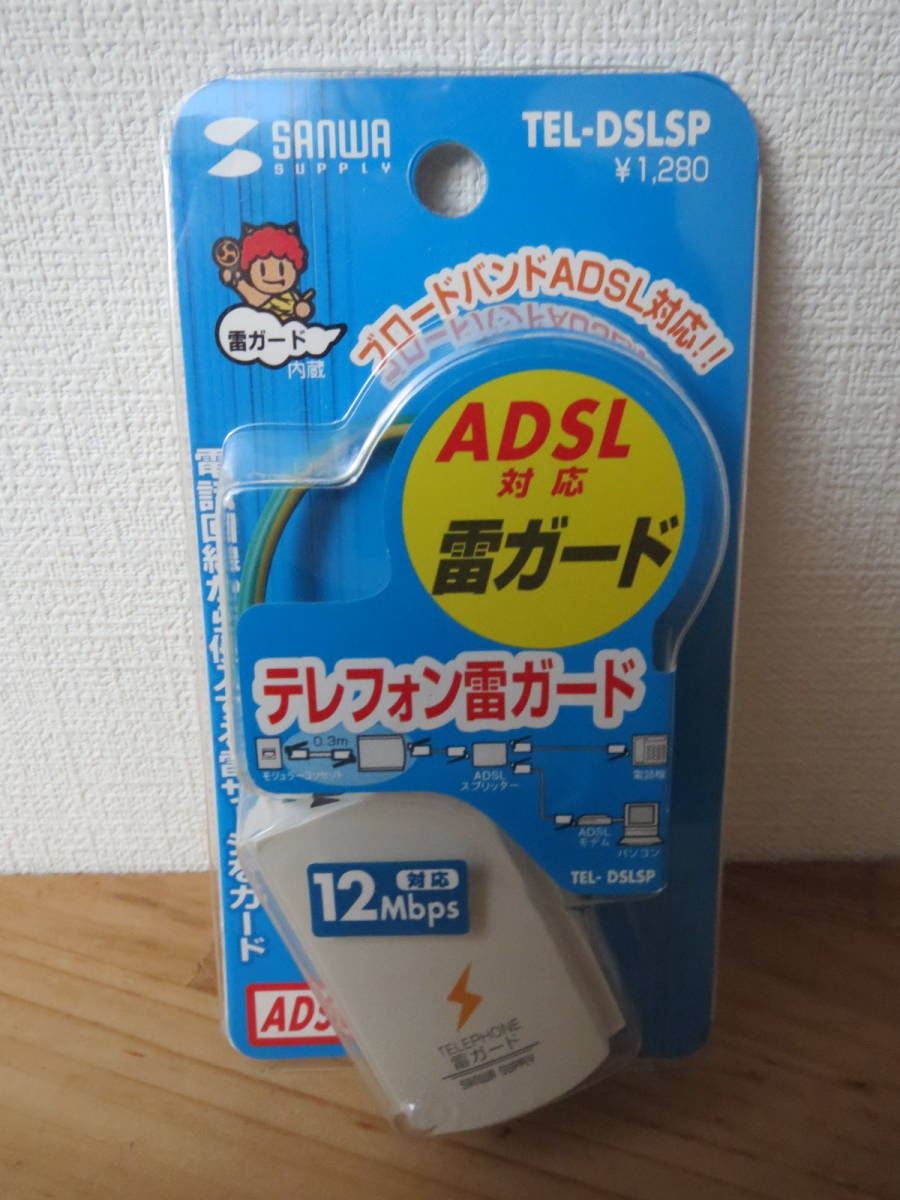 SANWA
SUPPLY
TEL-DSLSP
¥1,280
雷ガード
内蔵
ブロードバンドADSL対応!!
ADSL
対応
雷ガード
テレフォン雷ガード
0.3m
モジュラーコンセント
ADSL
スプリッター
電話機
ADSL
モデム
パソコン
TEL- DSLSP
12Mbps
対応
TELEPHONE
雷ガード
SANWA SUPPLY